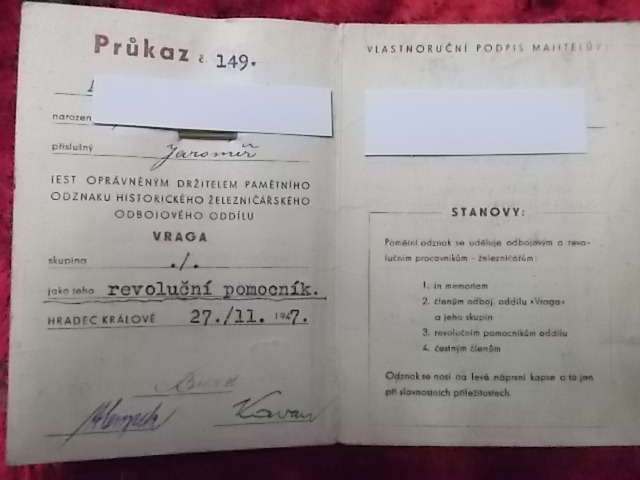 Průkaz č. 149.
narozen
příslušný Jaroměř
JEST OPRÁVNĚNÝM DRŽITELEM PAMĚTNÍHO
ODZNAKU HISTORICKÉHO ŽELEZNIČÁŘSKÉHO
ODBOJOVÉHO ODDÍLU
VRAGA
skupina ./.
jako jeho revoluční pomocník.
HRADEC KRÁLOVÉ 27./11. 1947.
Kavan
VLASTNORUČNÍ PODPIS MAJITELŮV:
STANOVY:
Pamětní odznak se uděluje odbojovým a revo-
lučním pracovníkům - železničářům:
1. in memoriam
2. členům odboj. oddílu »Vraga«
a jeho skupin
3. revolučním pomocníkům oddílu
4. čestným členům
Odznak se nosí na levé náprsní kapse a to jen
při slavnostních příležitostech.